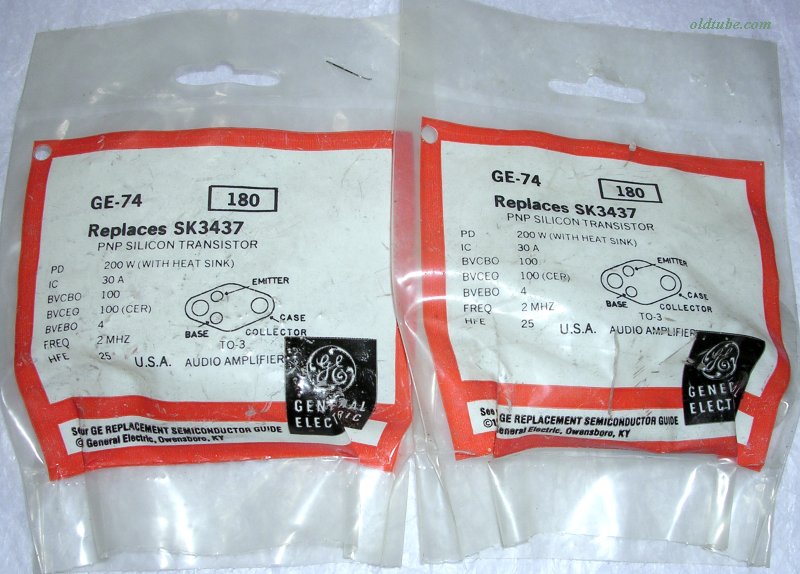 oldtube.com
GE-74
180
Replaces SK3437
PNP SILICON TRANSISTOR
PD 200 W (WITH HEAT SINK)
IC 30 A
BVCBO 100
BVCEO 100 (CER)
BVEBO 4
FREQ 2 MHZ
HFE 25
EMITTER
CASE
BASE
COLLECTOR
TO-3
U.S.A. AUDIO AMPLIFIER
GENERAL
ELECTRIC
GE REPLACEMENT SEMICONDUCTOR GUIDE
© General Electric, Owensboro, KY
GE-74
180
Replaces SK3437
PNP SILICON TRANSISTOR
PD 200 W (WITH HEAT SINK)
IC 30 A
BVCBO 100
BVCEO 100 (CER)
BVEBO 4
FREQ 2 MHZ
HFE 25
EMITTER
CASE
BASE
COLLECTOR
TO-3
U.S.A. AUDIO AMPLIFIER
GE
See GE REPLACEMENT SEMICONDUCTOR GUIDE
General Electric, Owensboro, KY